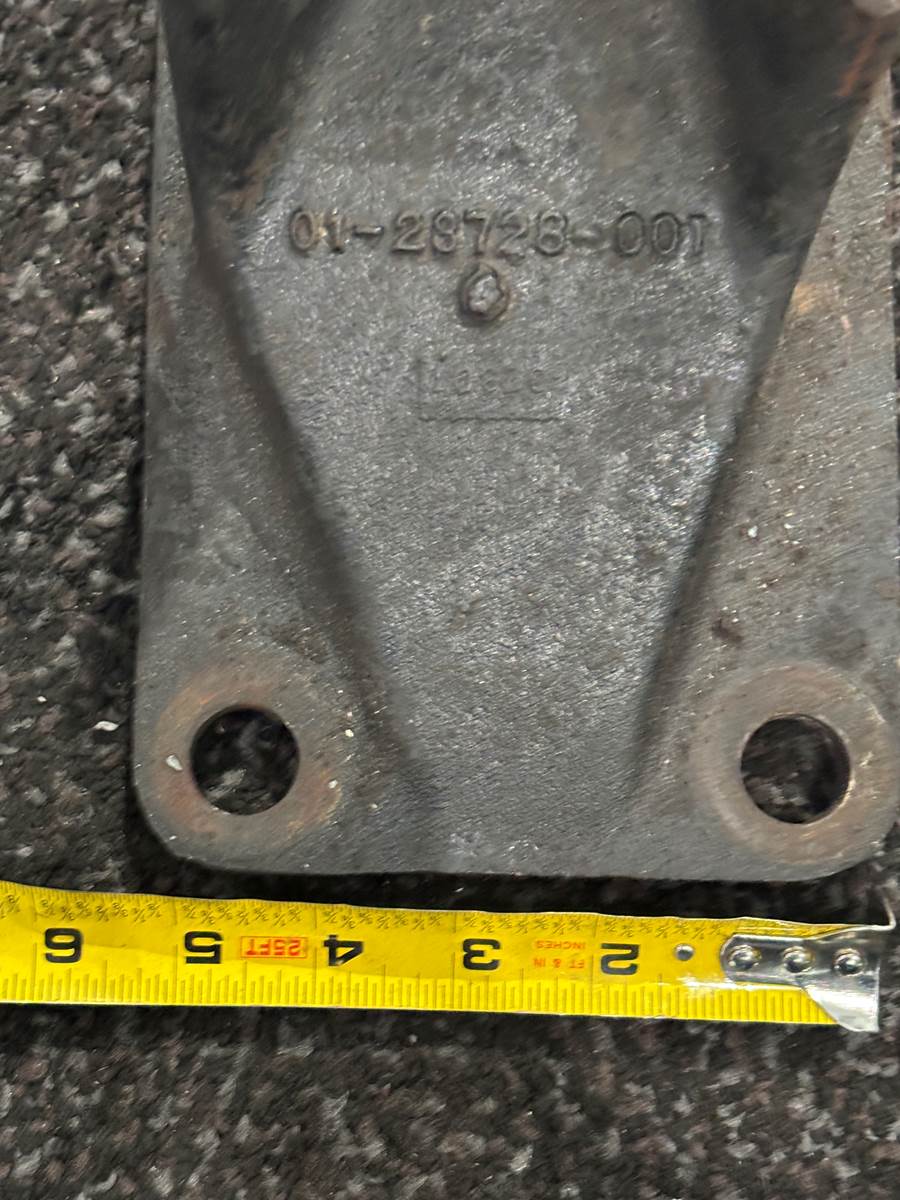 01-28728-001
6 5 25FT 4 3 FT & IN INCHES 2